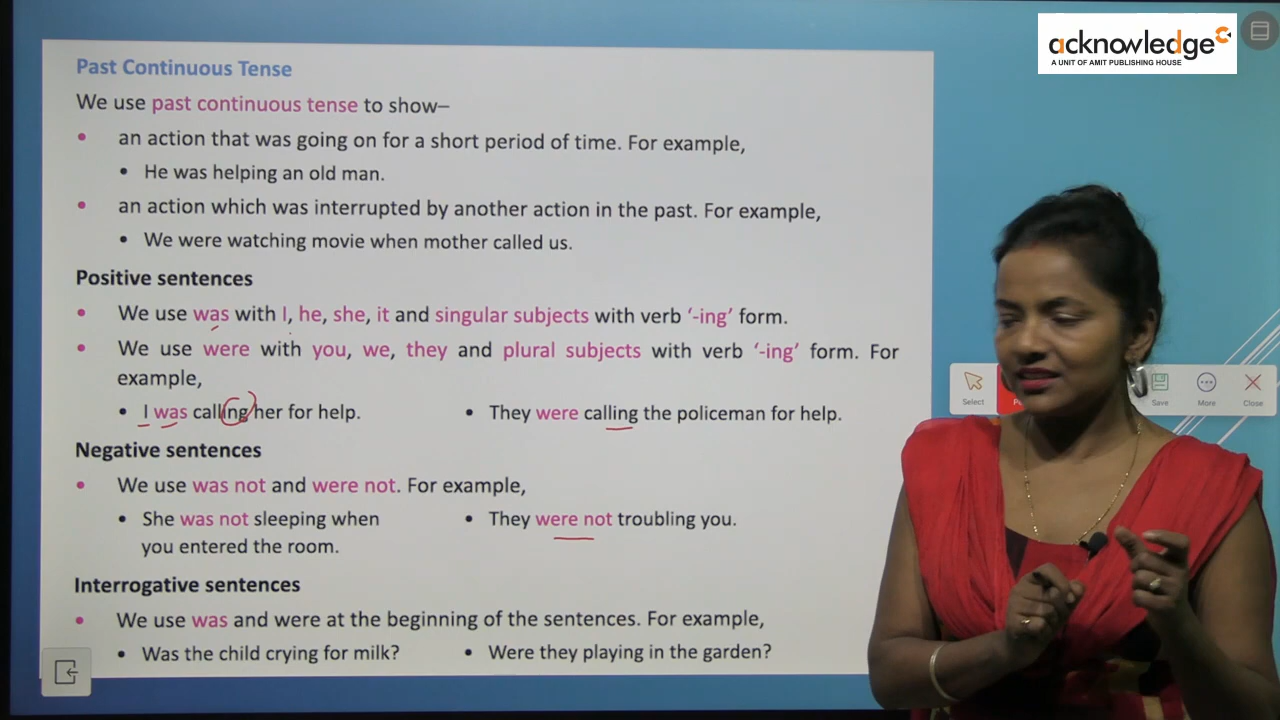 acknowledge
A UNIT OF AMIT PUBLISHING HOUSE
Past Continuous Tense
We use past continuous tense to show–
• an action that was going on for a short period of time. For example,
• He was helping an old man.
• an action which was interrupted by another action in the past. For example,
• We were watching movie when mother called us.
Positive sentences
• We use was with I, he, she, it and singular subjects with verb ‘-ing’ form.
• We use were with you, we, they and plural subjects with verb ‘-ing’ form. For
example,
• I was calling her for help. • They were calling the policeman for help.
Negative sentences
• We use was not and were not. For example,
• She was not sleeping when
you entered the room.
• They were not troubling you.
Interrogative sentences
• We use was and were at the beginning of the sentences. For example,
• Was the child crying for milk? • Were they playing in the garden?
Select Save More Close